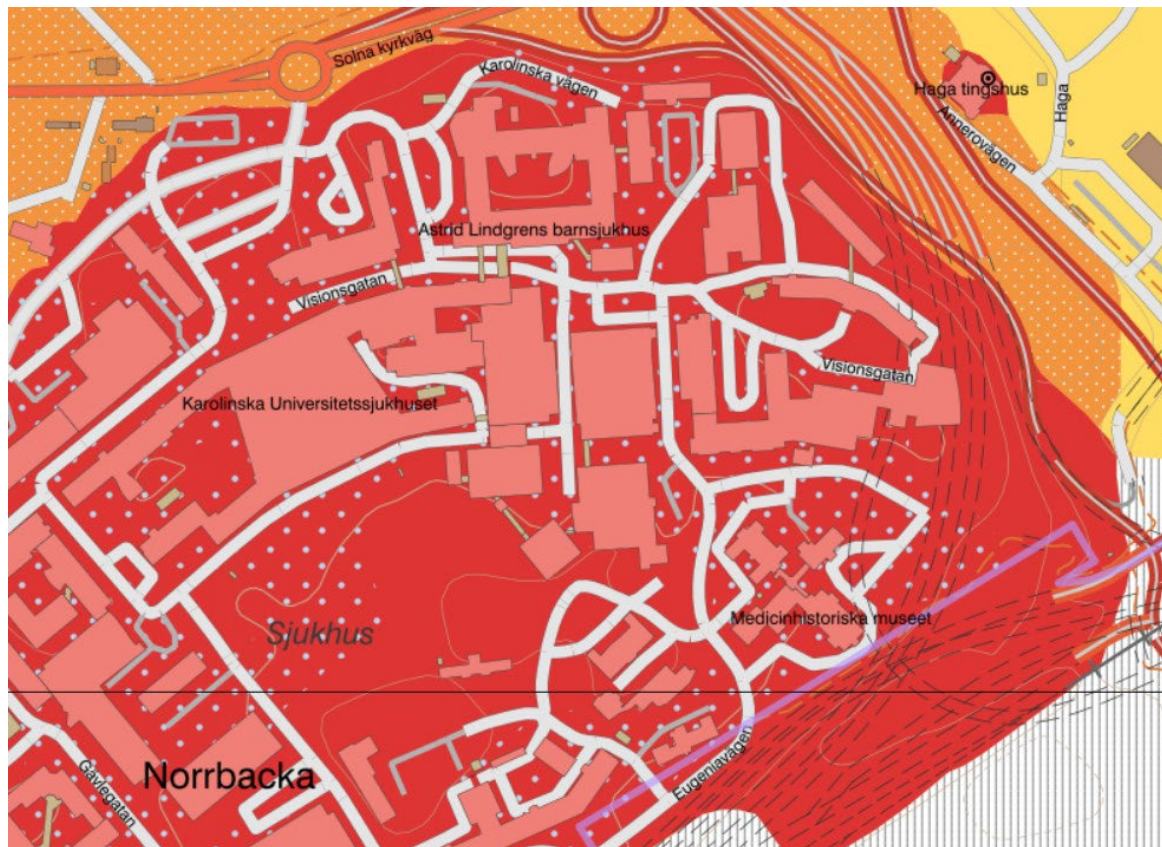 Solna kyrkväg
Karolinska vägen
Haga tingshus
Haga
Annerovägen
Astrid Lindgrens barnsjukhus
Visionsgatan
Visionsgatan
Karolinska Universitetssjukhuset
Medicinhistoriska museet
Sjukhus
Eugeniavägen
Norrbacka
Gävlegatan